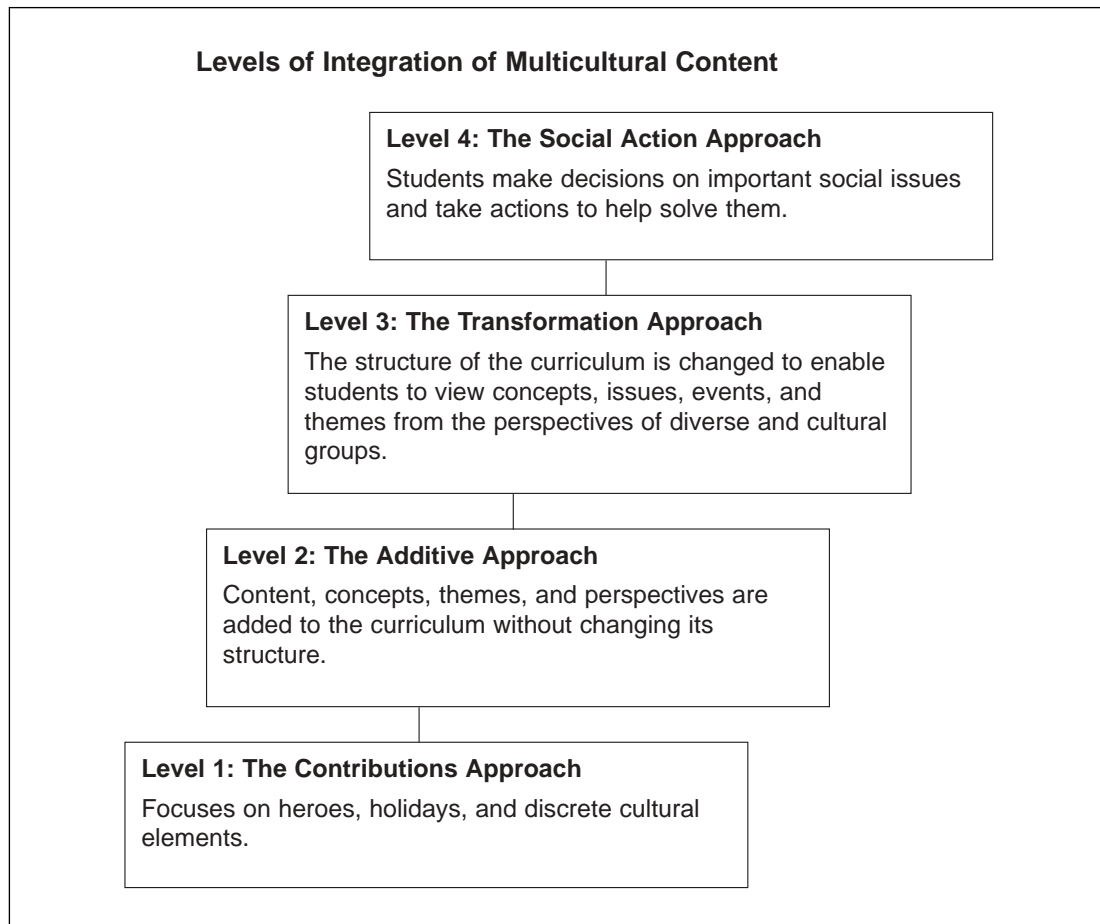 Levels of Integration of Multicultural Content
Level 4: The Social Action Approach
Students make decisions on important social issues
and take actions to help solve them.
Level 3: The Transformation Approach
The structure of the curriculum is changed to enable
students to view concepts, issues, events, and
themes from the perspectives of diverse and cultural
groups.
Level 2: The Additive Approach
Content, concepts, themes, and perspectives are
added to the curriculum without changing its
structure.
Level 1: The Contributions Approach
Focuses on heroes, holidays, and discrete cultural
elements.